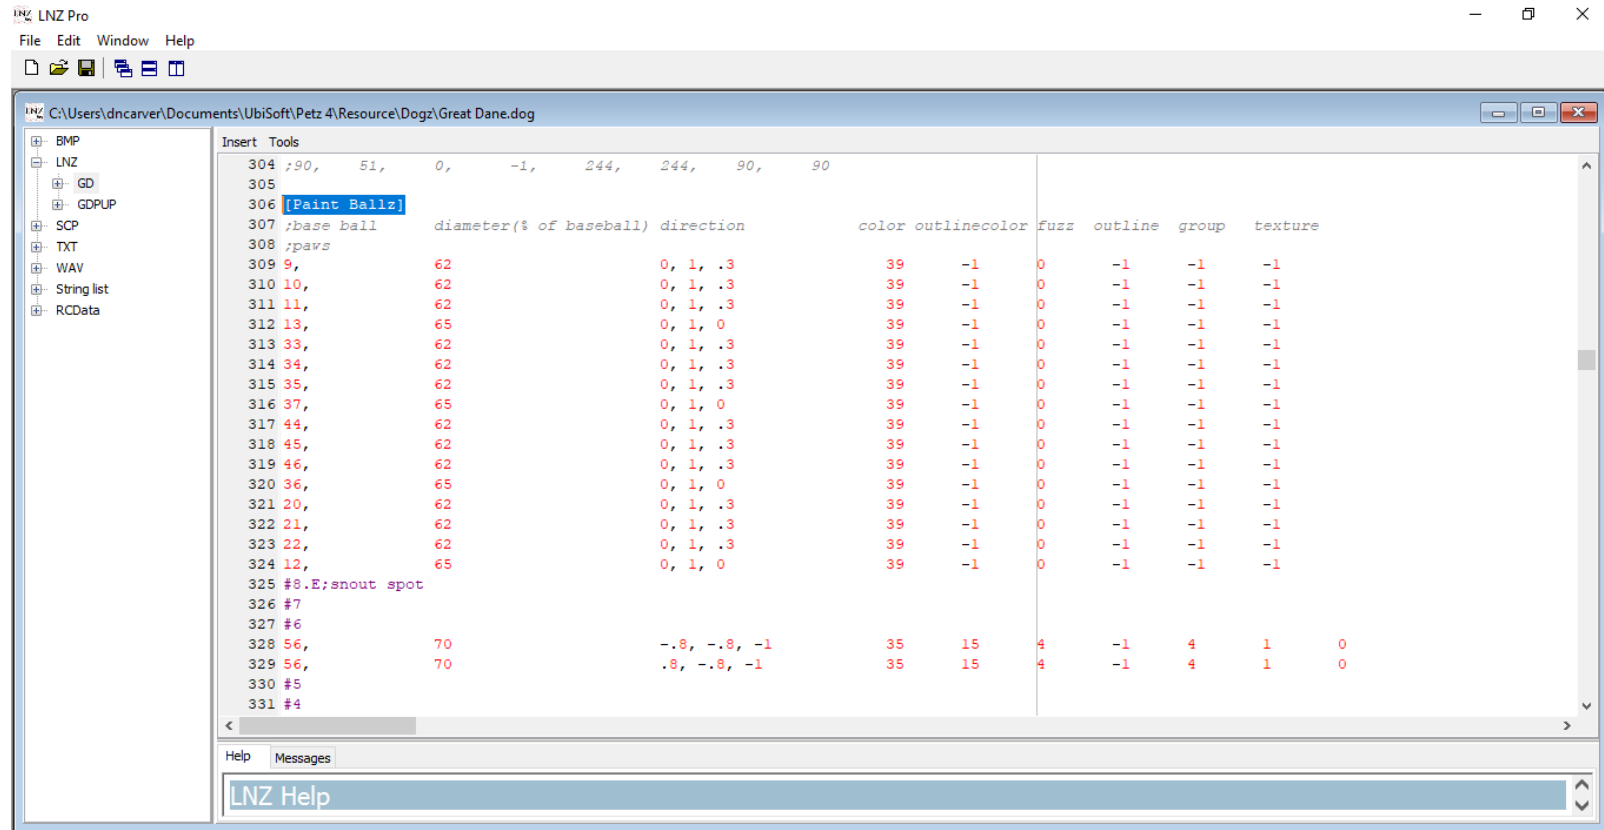 LNZ Pro
File Edit Window Help
C:\Users\dncarver\Documents\UbiSoft\Petz 4\Resource\Dogz\Great Dane.dog
BMP
LNZ
GD
GDPUP
SCP
TXT
WAV
String list
RCData
Insert Tools
304 ;90, 51, 0, -1, 244, 244, 90, 90
305
306 [Paint Ballz]
307 ;base ball diameter(% of baseball) direction color outlinecolor fuzz outline group texture
308 ;paws
309 9, 62 0, 1, .3 39 -1 0 -1 -1 -1
310 10, 62 0, 1, .3 39 -1 0 -1 -1 -1
311 11, 62 0, 1, .3 39 -1 0 -1 -1 -1
312 13, 65 0, 1, 0 39 -1 0 -1 -1 -1
313 33, 62 0, 1, .3 39 -1 0 -1 -1 -1
314 34, 62 0, 1, .3 39 -1 0 -1 -1 -1
315 35, 62 0, 1, .3 39 -1 0 -1 -1 -1
316 37, 65 0, 1, 0 39 -1 0 -1 -1 -1
317 44, 62 0, 1, .3 39 -1 0 -1 -1 -1
318 45, 62 0, 1, .3 39 -1 0 -1 -1 -1
319 46, 62 0, 1, .3 39 -1 0 -1 -1 -1
320 36, 65 0, 1, 0 39 -1 0 -1 -1 -1
321 20, 62 0, 1, .3 39 -1 0 -1 -1 -1
322 21, 62 0, 1, .3 39 -1 0 -1 -1 -1
323 22, 62 0, 1, .3 39 -1 0 -1 -1 -1
324 12, 65 0, 1, 0 39 -1 0 -1 -1 -1
325 #8.E;snout spot
326 #7
327 #6
328 56, 70 -.8, -.8, -1 35 15 4 -1 4 1 0
329 56, 70 .8, -.8, -1 35 15 4 -1 4 1 0
330 #5
331 #4
Help Messages
LNZ Help